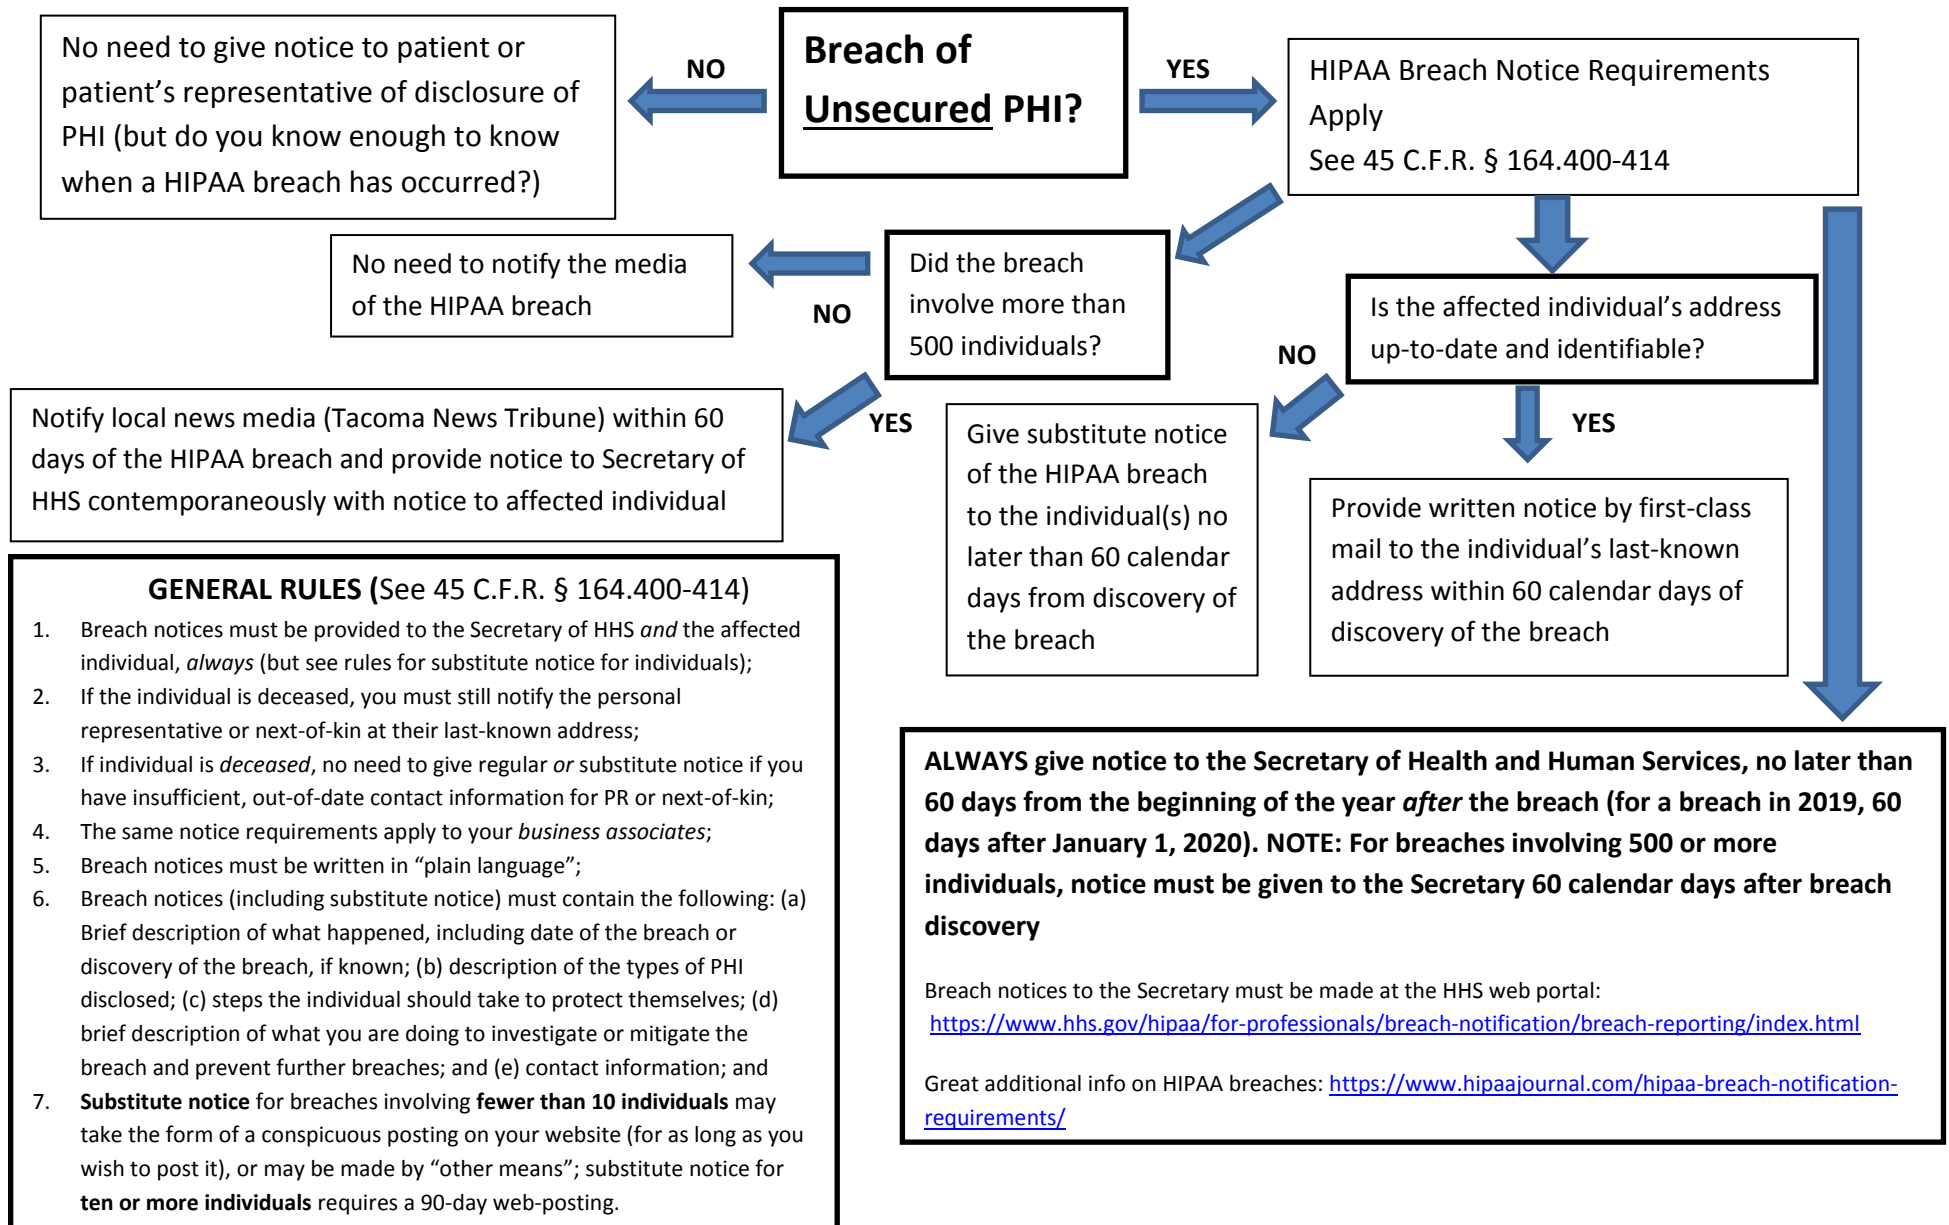 No need to give notice to patient or
patient’s representative of disclosure of
PHI (but do you know enough to know
when a HIPAA breach has occurred?)
NO
Breach of
Unsecured PHI?
YES
HIPAA Breach Notice Requirements
Apply
See 45 C.F.R. § 164.400-414
No need to notify the media
of the HIPAA breach
NO
Did the breach
involve more than
500 individuals?
Is the affected individual’s address
up-to-date and identifiable?
NO
YES
Notify local news media (Tacoma News Tribune) within 60
days of the HIPAA breach and provide notice to Secretary of
HHS contemporaneously with notice to affected individual
YES
Give substitute notice
of the HIPAA breach
to the individual(s) no
later than 60 calendar
days from discovery of
the breach
Provide written notice by first-class
mail to the individual’s last-known
address within 60 calendar days of
discovery of the breach
GENERAL RULES (See 45 C.F.R. § 164.400-414)
1. Breach notices must be provided to the Secretary of HHS and the affected
individual, always (but see rules for substitute notice for individuals);
2. If the individual is deceased, you must still notify the personal
representative or next-of-kin at their last-known address;
3. If individual is deceased, no need to give regular or substitute notice if you
have insufficient, out-of-date contact information for PR or next-of-kin;
4. The same notice requirements apply to your business associates;
5. Breach notices must be written in “plain language”;
6. Breach notices (including substitute notice) must contain the following: (a)
Brief description of what happened, including date of the breach or
discovery of the breach, if known; (b) description of the types of PHI
disclosed; (c) steps the individual should take to protect themselves; (d)
brief description of what you are doing to investigate or mitigate the
breach and prevent further breaches; and (e) contact information; and
7. Substitute notice for breaches involving fewer than 10 individuals may
take the form of a conspicuous posting on your website (for as long as you
wish to post it), or may be made by “other means”; substitute notice for
ten or more individuals requires a 90-day web-posting.
ALWAYS give notice to the Secretary of Health and Human Services, no later than
60 days from the beginning of the year after the breach (for a breach in 2019, 60
days after January 1, 2020). NOTE: For breaches involving 500 or more
individuals, notice must be given to the Secretary 60 calendar days after breach
discovery
Breach notices to the Secretary must be made at the HHS web portal:
https://www.hhs.gov/hipaa/for-professionals/breach-notification/breach-reporting/index.html
Great additional info on HIPAA breaches: https://www.hipaajournal.com/hipaa-breach-notification-
requirements/